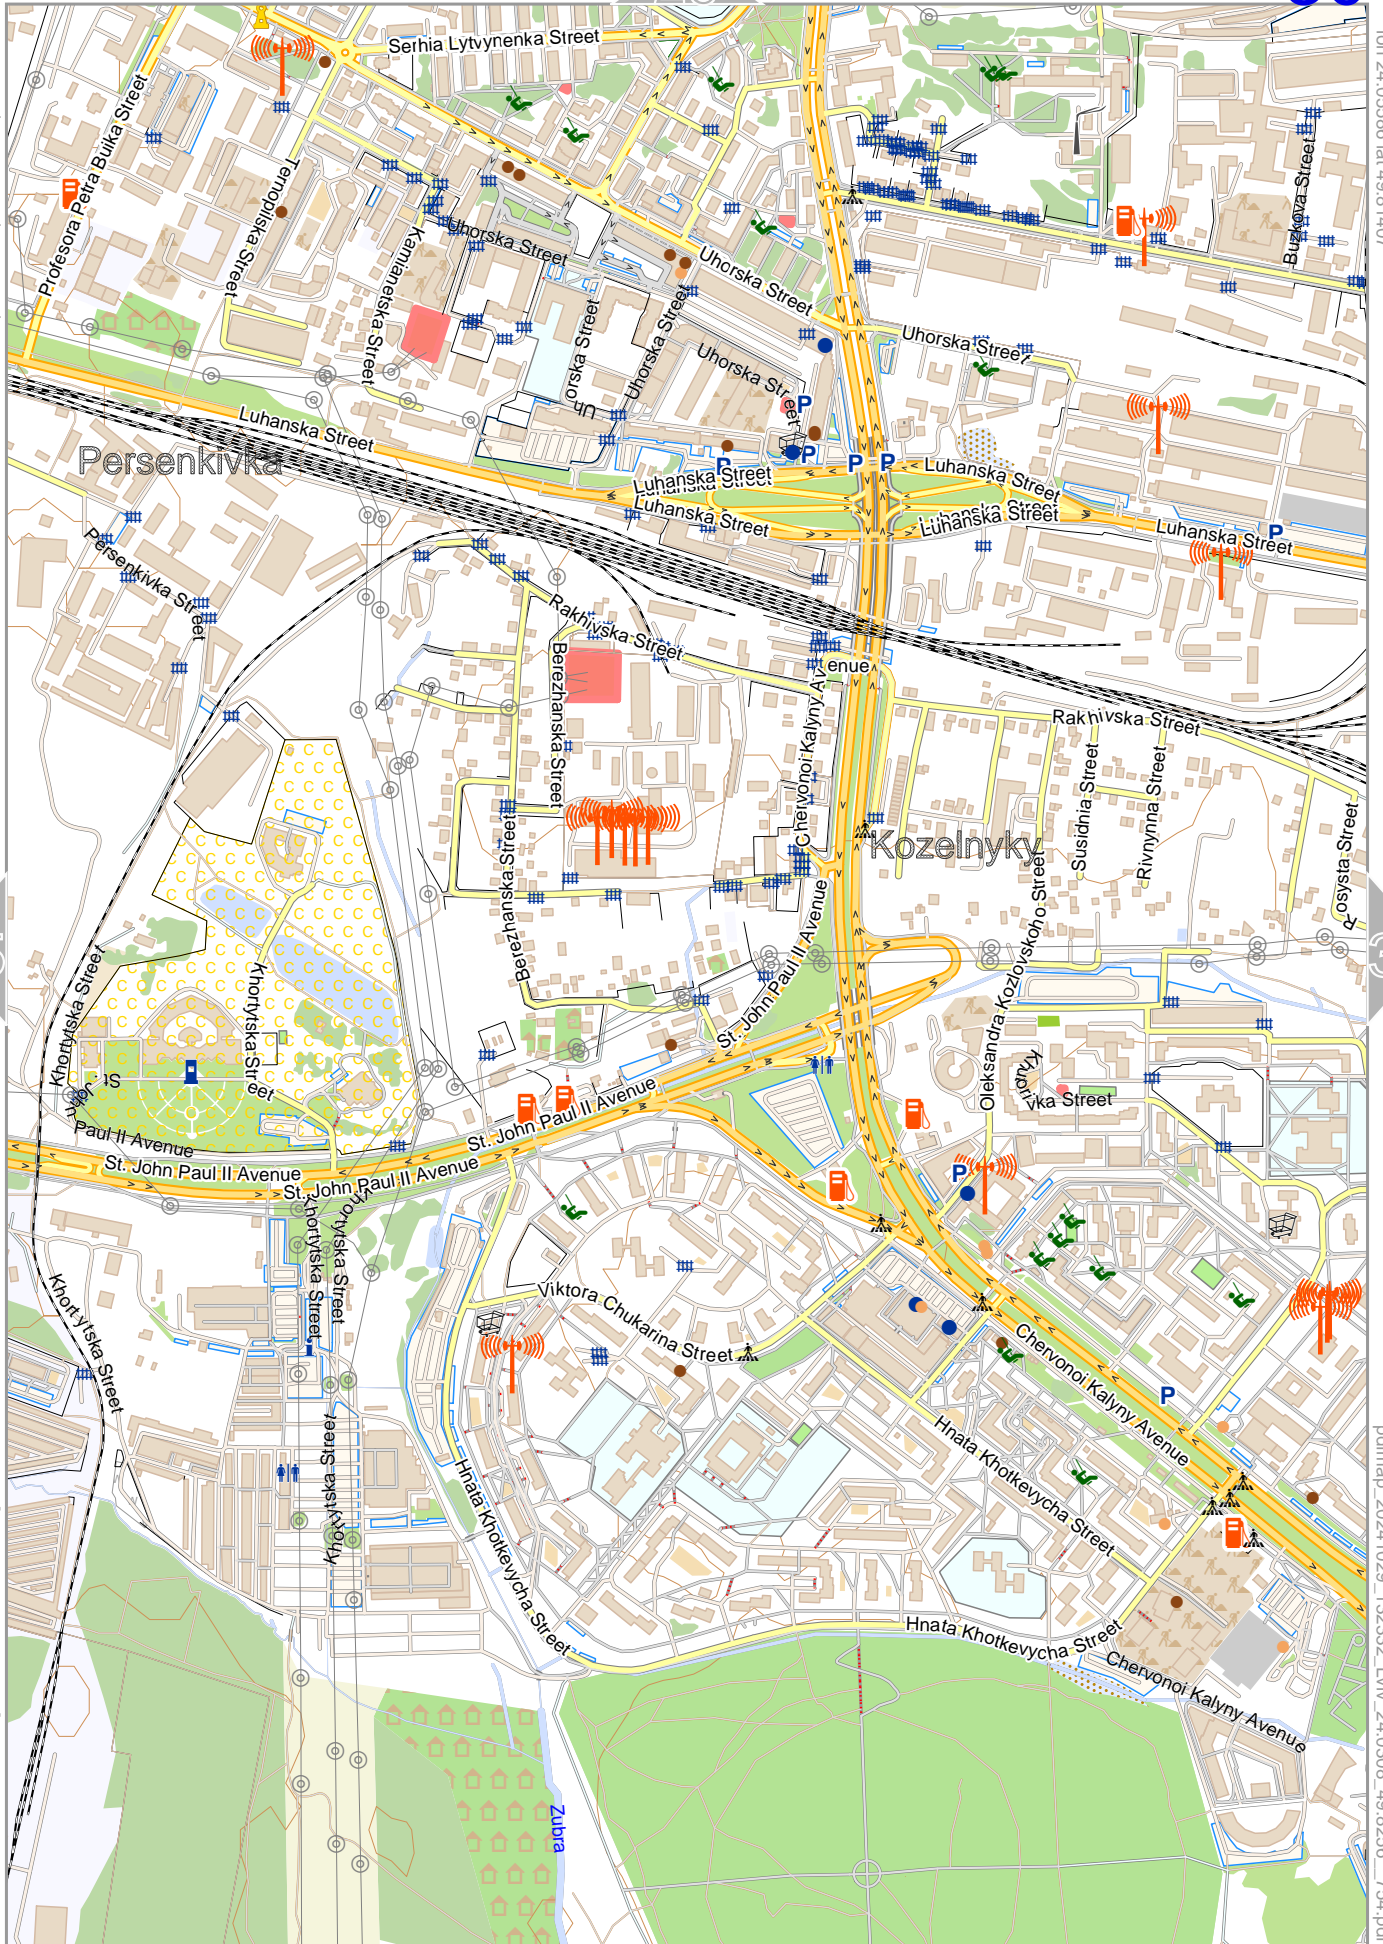 Serhia Lytvynenka Street
Profesora Petra Buika Street
Ternopilska Street
Kamianetska Street
Uhorska Street
Uhorska Street
Uhorska Street
Uhorska Street
Uhorska Street
Buzkova Street
Uhorska Street
Luhanska Street
Persenkivka
P
P
P
P
P
Luhanska Street
Luhanska Street
Luhanska Street
Luhanska Street
Luhanska Street
Luhanska Street
P
Persenkivka Street
Rakhivska Street
Berezhanska Street
Chervonoi Kalyny Avenue
Rakhivska Street
Susidnia Street
Rivnynna Street
Rosysta Street
Kozelnyky
Berezhanska Street
Khortytska Street
Khortytska Street
St. John Paul II Avenue
Oleksandra Kozlovskoho Street
St. John Paul II Avenue
St. John Paul II Avenue
St. John Paul II Avenue
St. John Paul II Avenue
P
Khortytska Street
Khortytska Street
Khortytska Street
Viktora Chukarina Street
Chervonoi Kalyny Avenue
P
Khortytska Street
Hnata Khotkevycha Street
Hnata Khotkevycha Street
Hnata Khotkevycha Street
Chervonoi Kalyny Avenue
Zubra